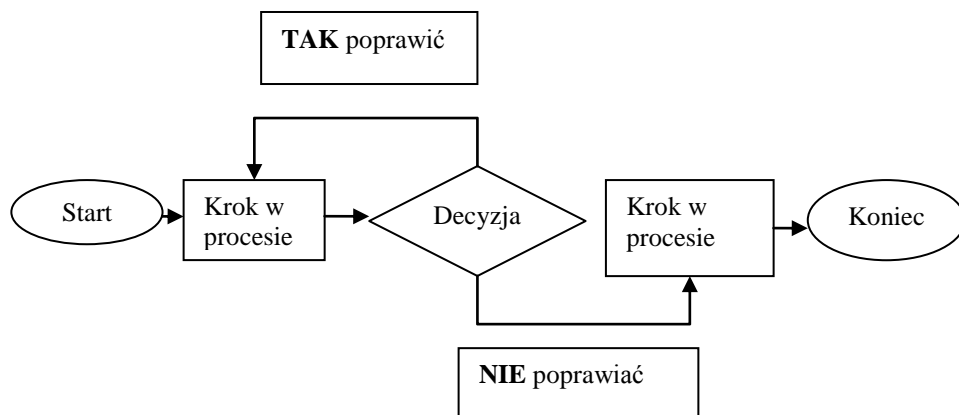 TAK poprawić
Start
Krok w
procesie
Decyzja
Krok w
procesie
Koniec
NIE poprawiać